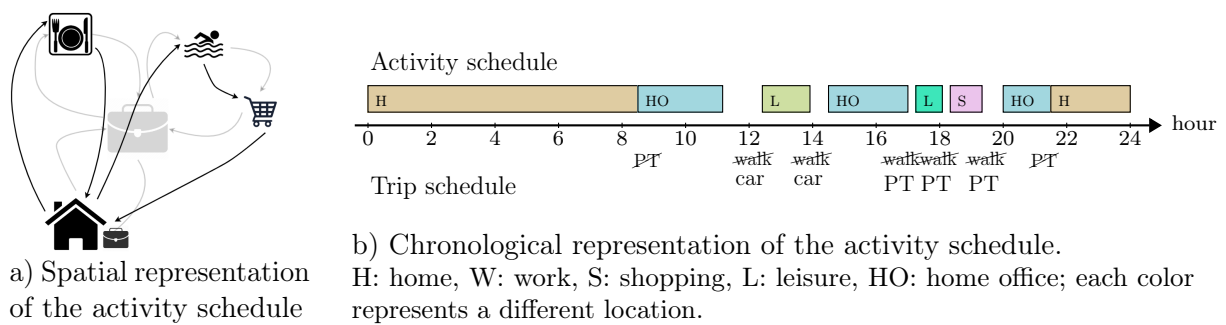 Activity schedule
H HO L HO L S HO H
0 2 4 6 8 10 12 14 16 18 20 22 24 hour
PT walk walk walk walk walk PT
car car PT PT PT
Trip schedule
a) Spatial representation
of the activity schedule
b) Chronological representation of the activity schedule.
H: home, W: work, S: shopping, L: leisure, HO: home office; each color
represents a different location.